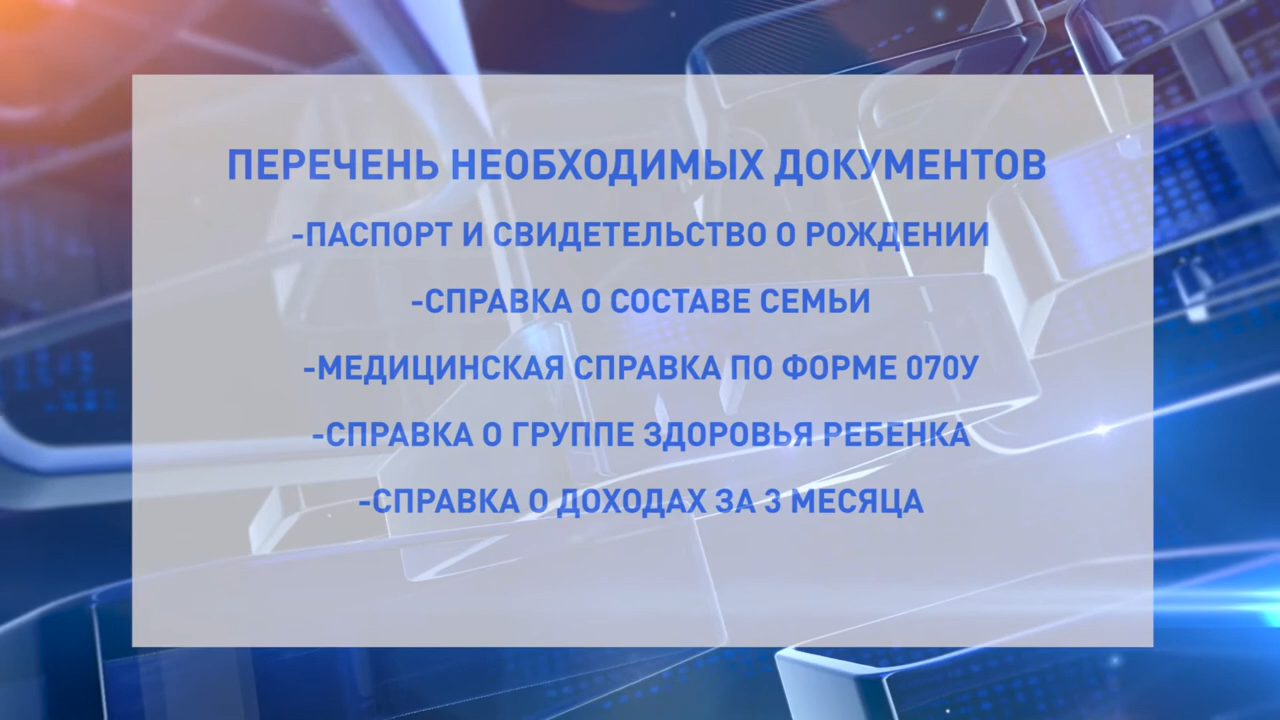 ПЕРЕЧЕНЬ НЕОБХОДИМЫХ ДОКУМЕНТОВ
-ПАСПОРТ И СВИДЕТЕЛЬСТВО О РОЖДЕНИИ
-СПРАВКА О СОСТАВЕ СЕМЬИ
-МЕДИЦИНСКАЯ СПРАВКА ПО ФОРМЕ 070У
-СПРАВКА О ГРУППЕ ЗДОРОВЬЯ РЕБЕНКА
-СПРАВКА О ДОХОДАХ ЗА 3 МЕСЯЦА